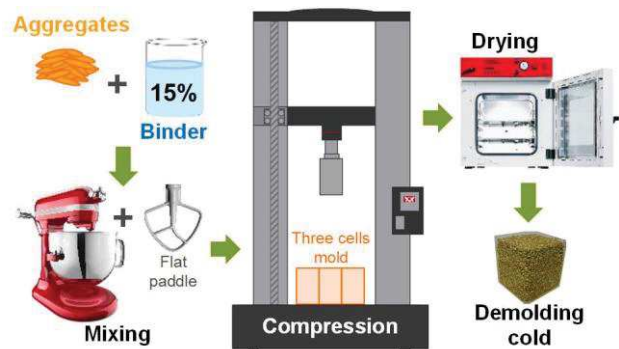 Aggregates
+
15%
Binder
+
Flat
paddle
Mixing
Three cells
mold
Compression
Drying
Demolding
cold